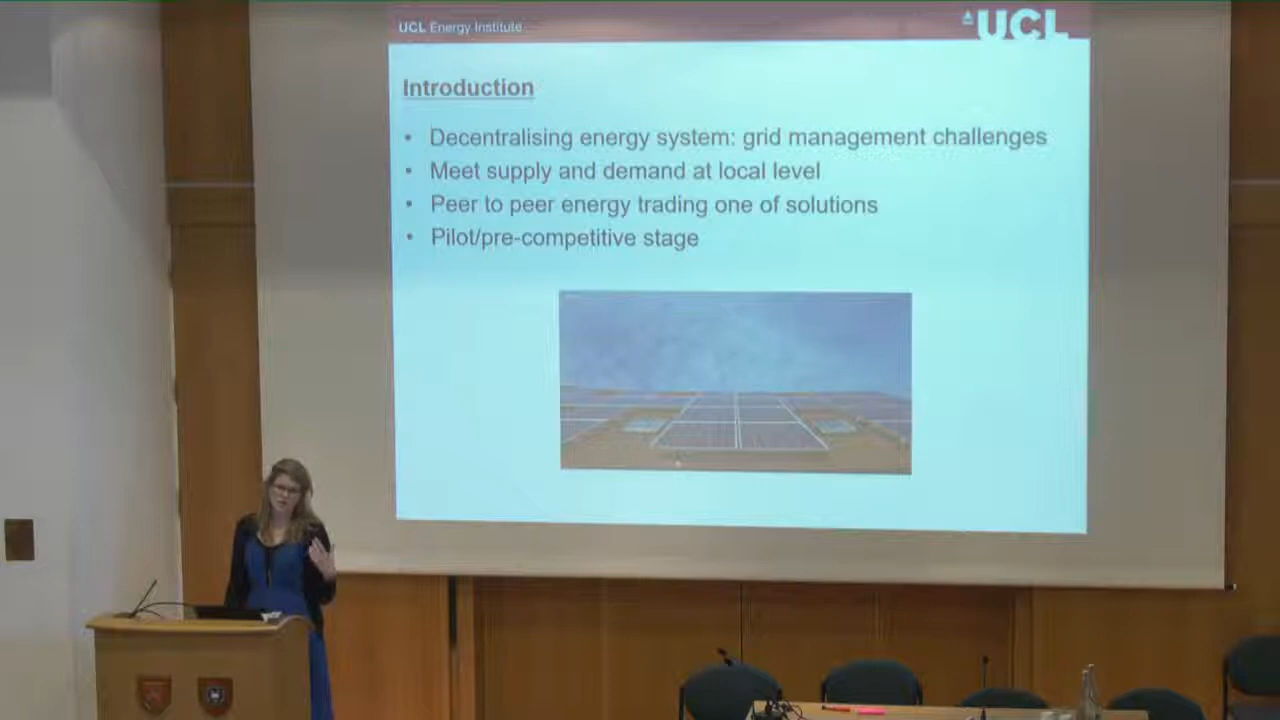 UCL Energy Institute
UCL
Introduction
• Decentralising energy system: grid management challenges
• Meet supply and demand at local level
• Peer to peer energy trading one of solutions
• Pilot/pre-competitive stage